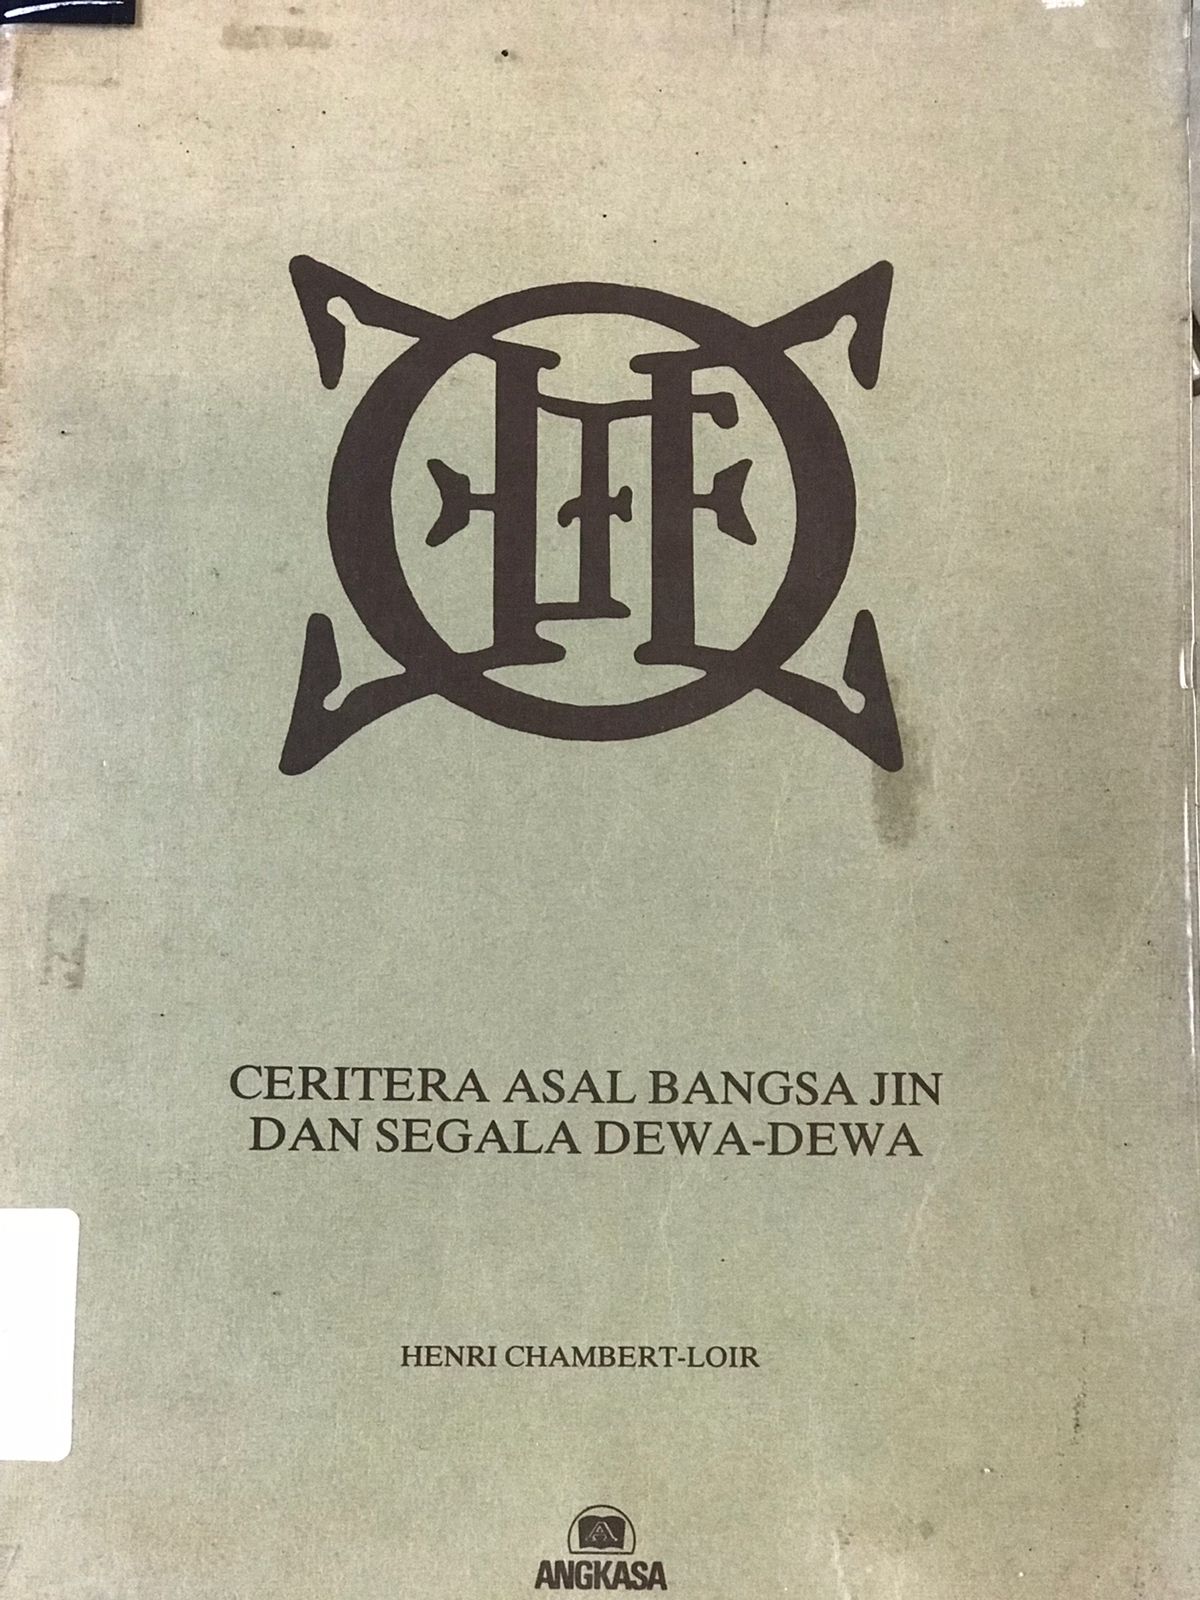 CERITERA ASAL BANGSA JIN
DAN SEGALA DEWA-DEWA
HENRI CHAMBERT-LOIR
A
ANGKASA